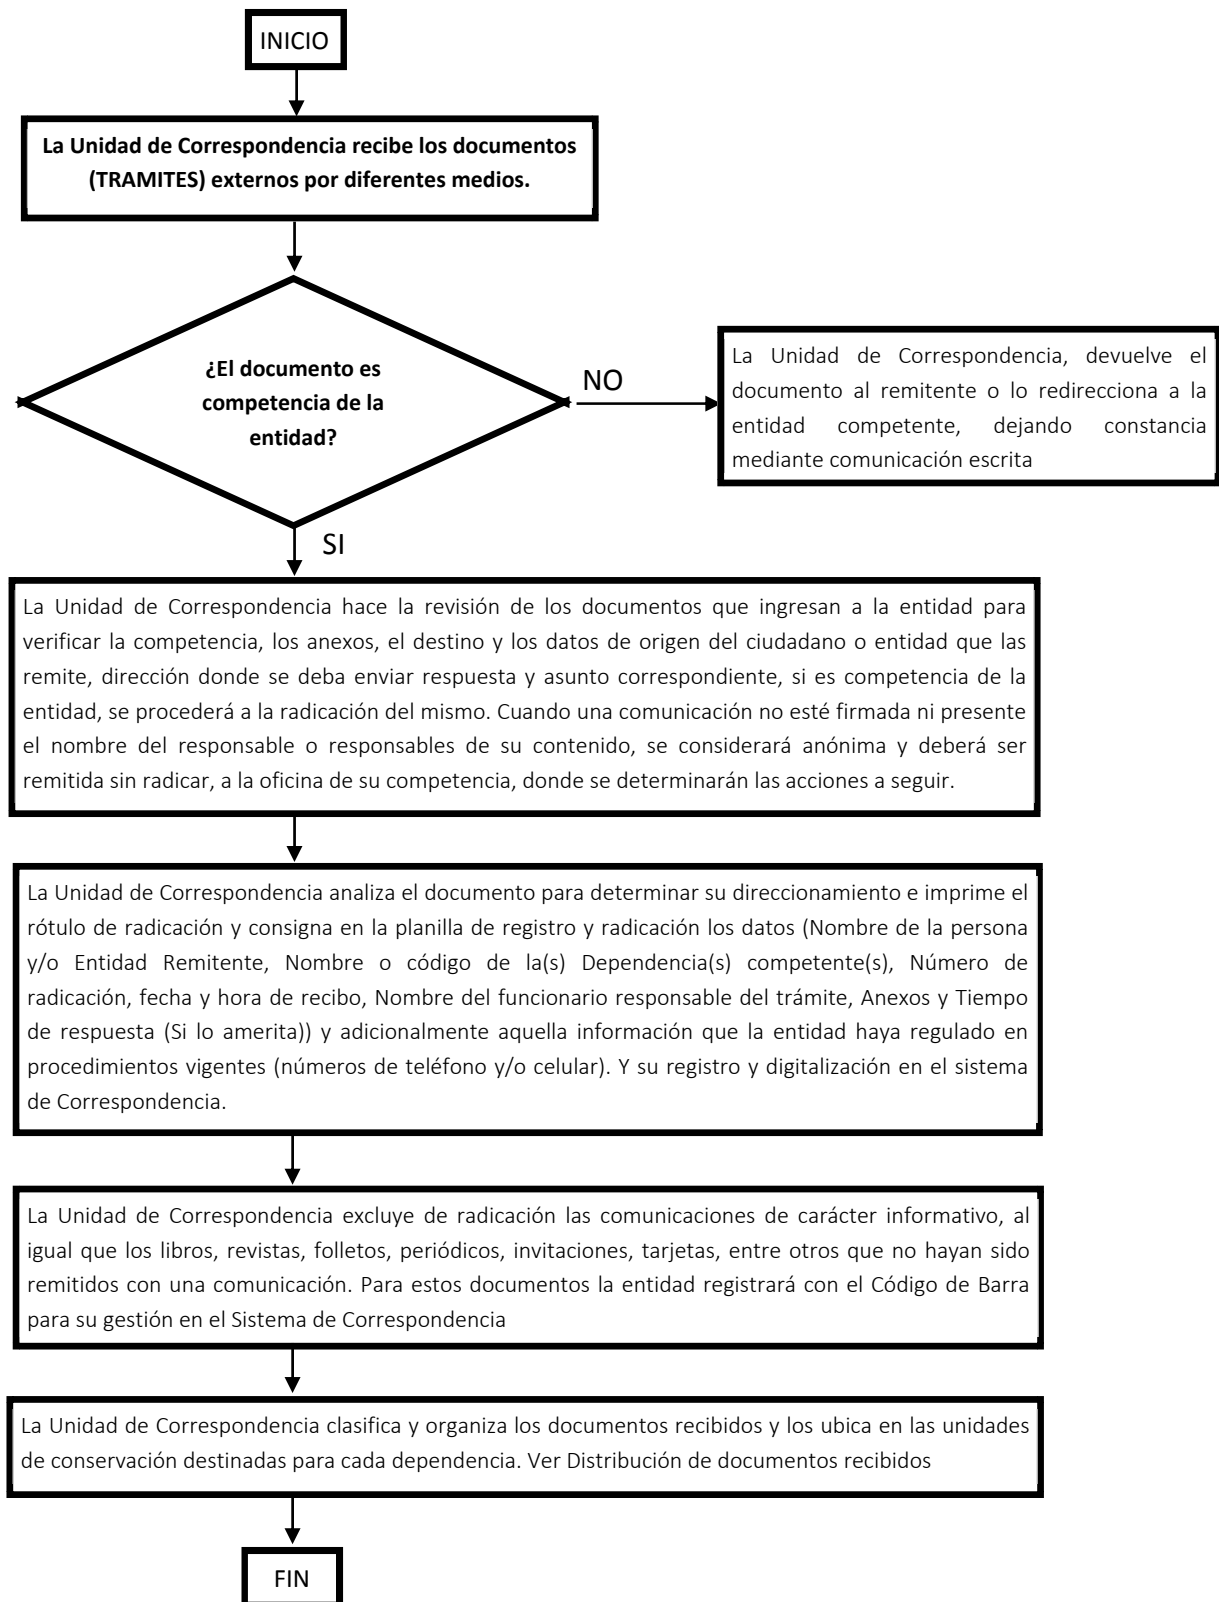 INICIO
La Unidad de Correspondencia recibe los documentos
(TRAMITES) externos por diferentes medios.
¿El documento es
competencia de la
entidad?
NO
La Unidad de Correspondencia, devuelve el
documento al remitente o lo redirecciona a la
entidad competente, dejando constancia
mediante comunicación escrita
SI
La Unidad de Correspondencia hace la revisión de los documentos que ingresan a la entidad para
verificar la competencia, los anexos, el destino y los datos de origen del ciudadano o entidad que las
remite, dirección donde se deba enviar respuesta y asunto correspondiente, si es competencia de la
entidad, se procederá a la radicación del mismo. Cuando una comunicación no esté firmada ni presente
el nombre del responsable o responsables de su contenido, se considerará anónima y deberá ser
remitida sin radicar, a la oficina de su competencia, donde se determinarán las acciones a seguir.
La Unidad de Correspondencia analiza el documento para determinar su direccionamiento e imprime el
rótulo de radicación y consigna en la planilla de registro y radicación los datos (Nombre de la persona
y/o Entidad Remitente, Nombre o código de la(s) Dependencia(s) competente(s), Número de
radicación, fecha y hora de recibo, Nombre del funcionario responsable del trámite, Anexos y Tiempo
de respuesta (Si lo amerita)) y adicionalmente aquella información que la entidad haya regulado en
procedimientos vigentes (números de teléfono y/o celular). Y su registro y digitalización en el sistema
de Correspondencia.
La Unidad de Correspondencia excluye de radicación las comunicaciones de carácter informativo, al
igual que los libros, revistas, folletos, periódicos, invitaciones, tarjetas, entre otros que no hayan sido
remitidos con una comunicación. Para estos documentos la entidad registrará con el Código de Barra
para su gestión en el Sistema de Correspondencia
La Unidad de Correspondencia clasifica y organiza los documentos recibidos y los ubica en las unidades
de conservación destinadas para cada dependencia. Ver Distribución de documentos recibidos
FIN